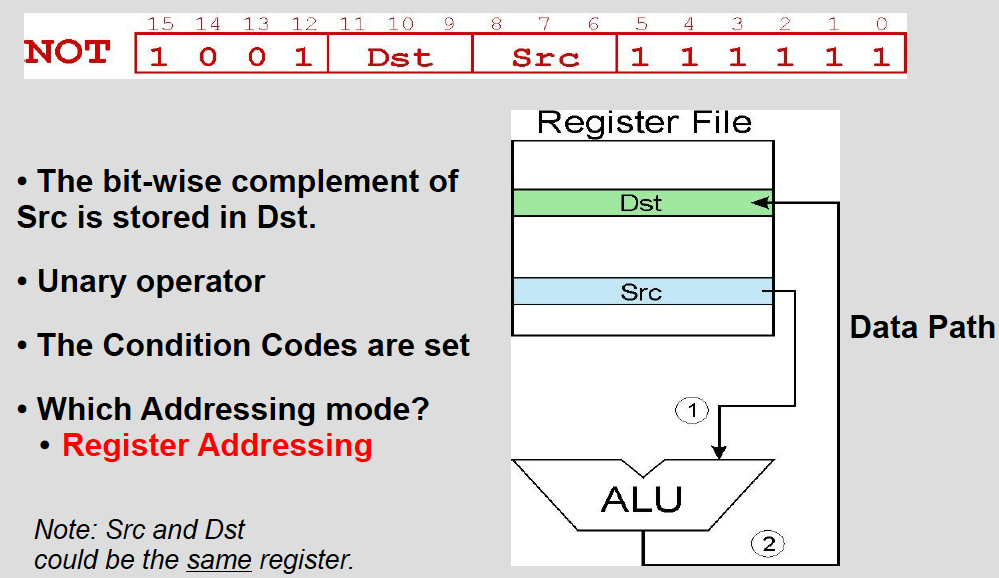 15 14 13 12 11 10 9 8 7 6 5 4 3 2 1 0
NOT 1 0 0 1 Dst Src 1 1 1 1 1 1
Register File
• The bit-wise complement of
Src is stored in Dst.
Dst
• Unary operator
Src
• The Condition Codes are set
Data Path
• Which Addressing mode?
• Register Addressing
1
ALU
2
Note: Src and Dst
could be the same register.